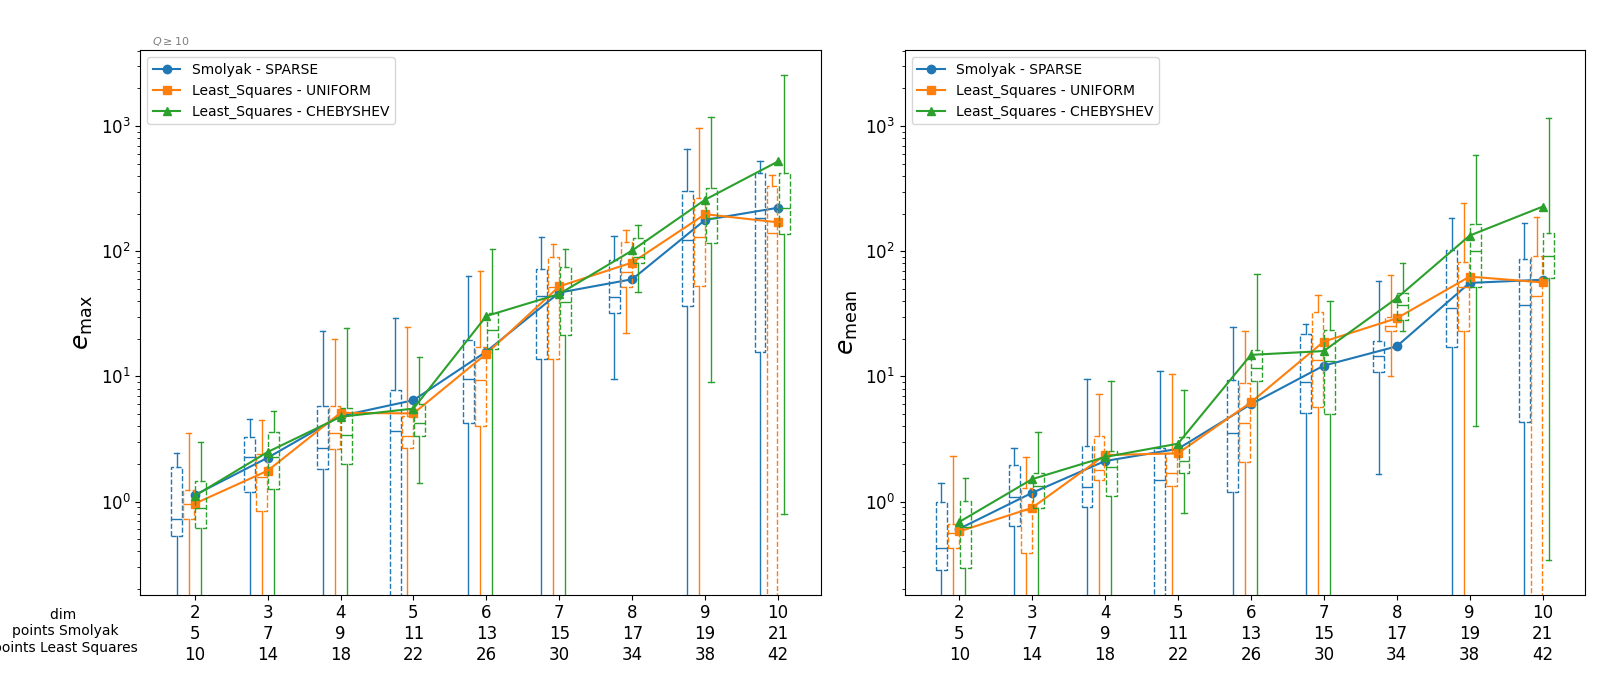 Q ≥ 10
Smolyak - SPARSE
Least_Squares - UNIFORM
Least_Squares - CHEBYSHEV
10³
10²
10¹
10⁰
e_max
2 3 4 5 6 7 8 9 10
5 7 9 11 13 15 17 19 21
10 14 18 22 26 30 34 38 42
dim
points Smolyak
oints Least Squares
Smolyak - SPARSE
Least_Squares - UNIFORM
Least_Squares - CHEBYSHEV
10³
10²
10¹
10⁰
e_mean
2 3 4 5 6 7 8 9 10
5 7 9 11 13 15 17 19 21
10 14 18 22 26 30 34 38 42